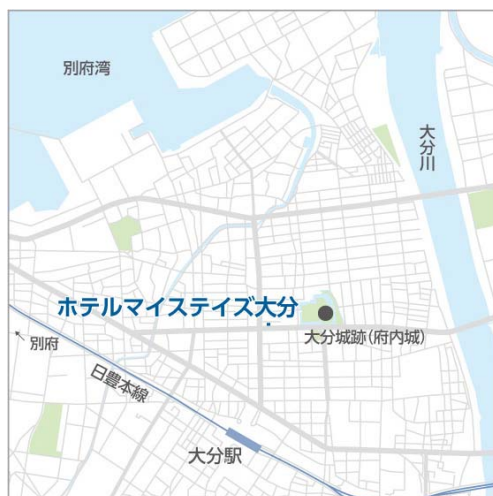 別府湾
大分川
ホテルマイステイズ大分
大分城跡(府内城)
別府
日豊本線
大分駅